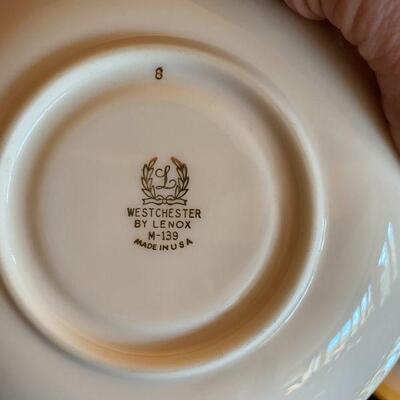 8
L
WESTCHESTER
BY LENOX
M-139
MADE IN USA